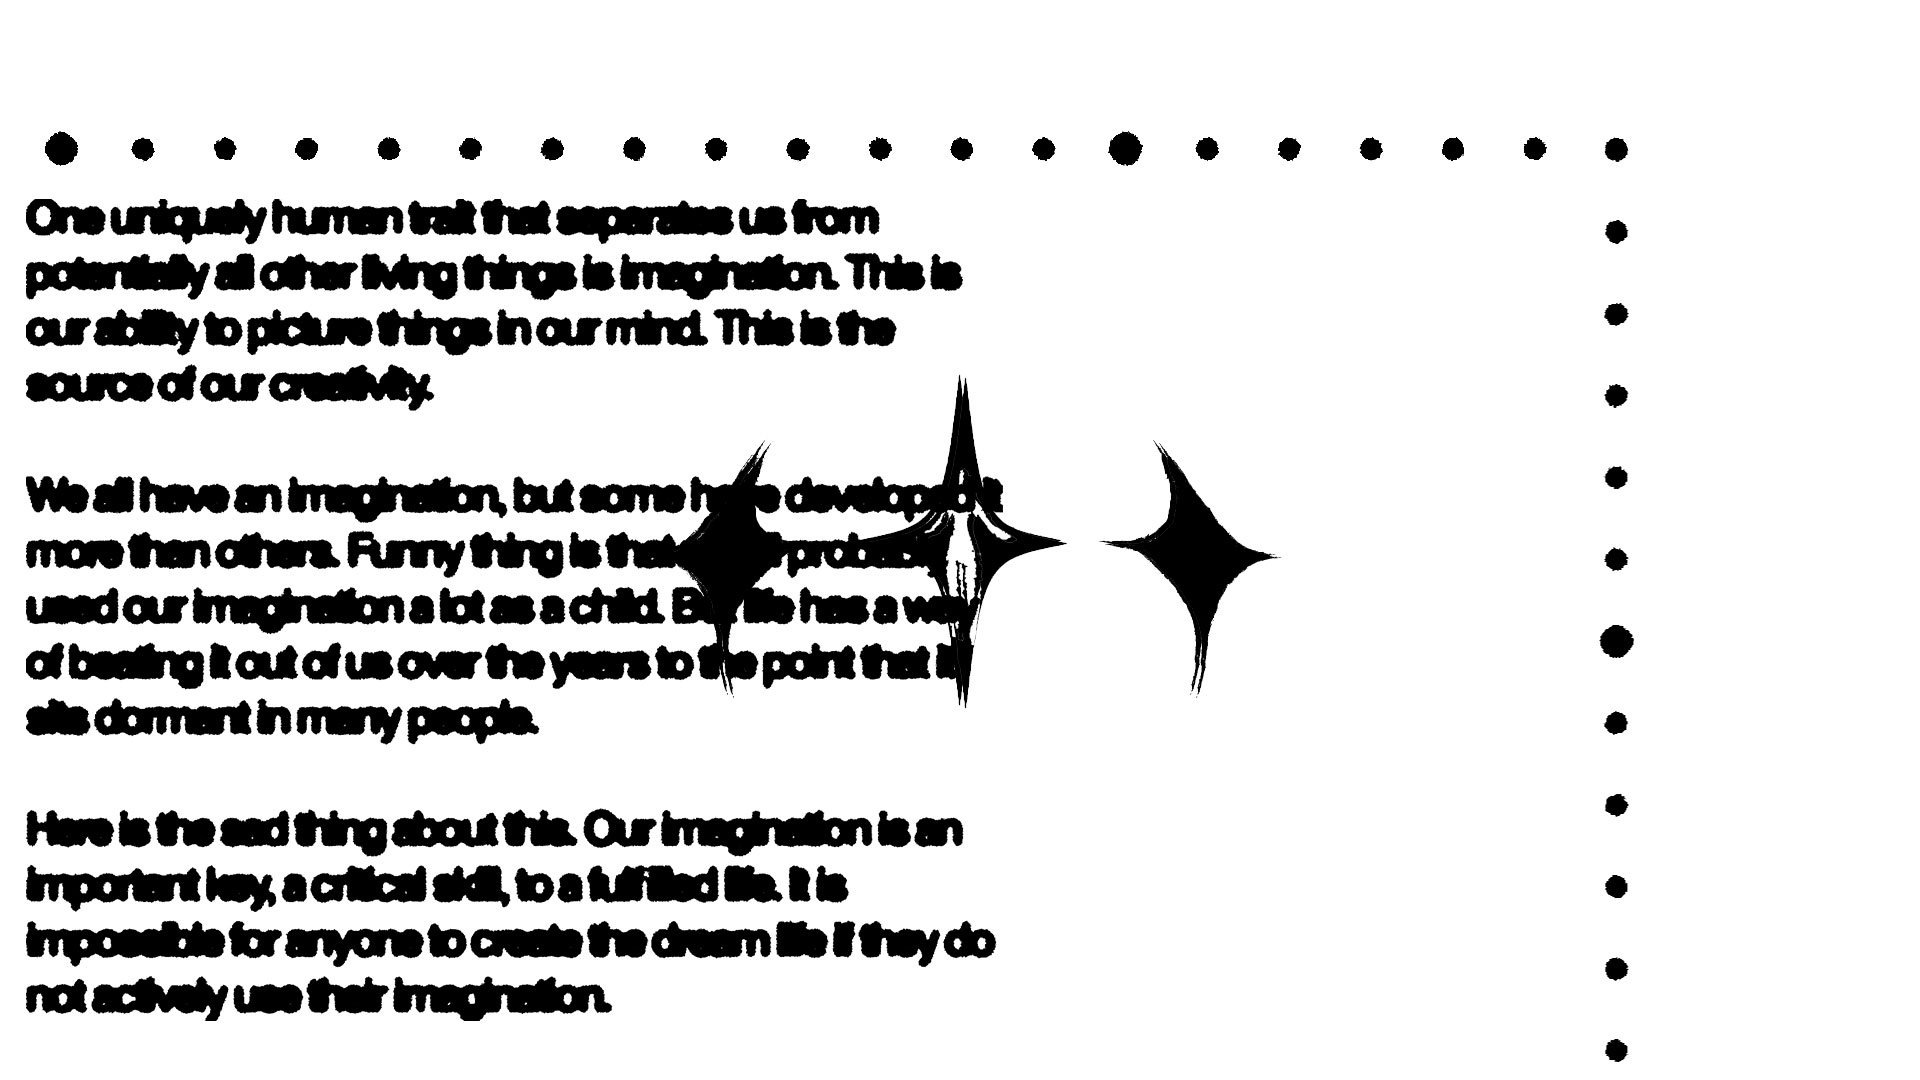 One uniquely human trait that separates us from
potentially all other living things is imagination. This is
our ability to picture things in our mind. This is the
source of our creativity.
We all have an imagination, but some have developed it
more than others. Funny thing is that probably
used our imagination a lot as a child. But life has a way
of beating it out of us over the years to the point that it
sits dormant in many people.
Here is the sad thing about this. Our imagination is an
important key, a critical skill, to a fulfilled life. It is
impossible for anyone to create the dream life if they do
not actively use their imagination.